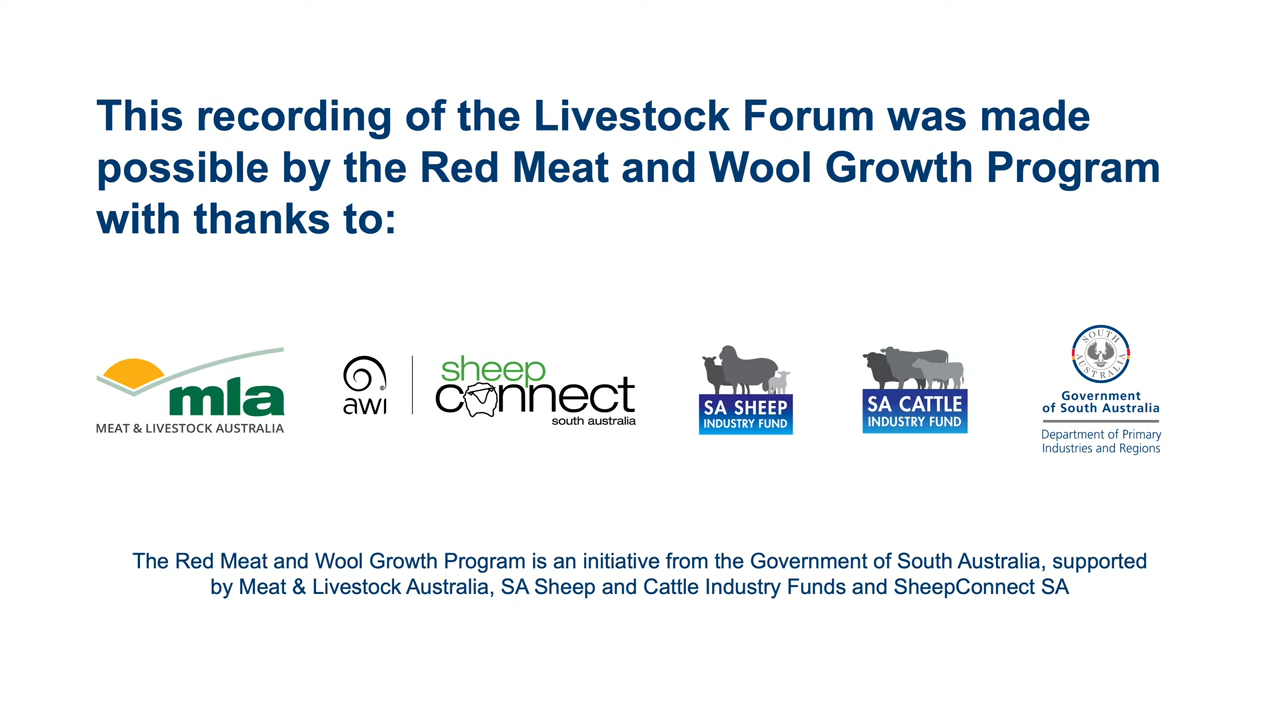 This recording of the Livestock Forum was made
possible by the Red Meat and Wool Growth Program
with thanks to:
mla
MEAT & LIVESTOCK AUSTRALIA
awi
sheep
connect
south australia
SA SHEEP
INDUSTRY FUND
SA CATTLE
INDUSTRY FUND
SOUTH
AUSTRALIA
Government
of South Australia
Department of Primary
Industries and Regions
The Red Meat and Wool Growth Program is an initiative from the Government of South Australia, supported
by Meat & Livestock Australia, SA Sheep and Cattle Industry Funds and SheepConnect SA